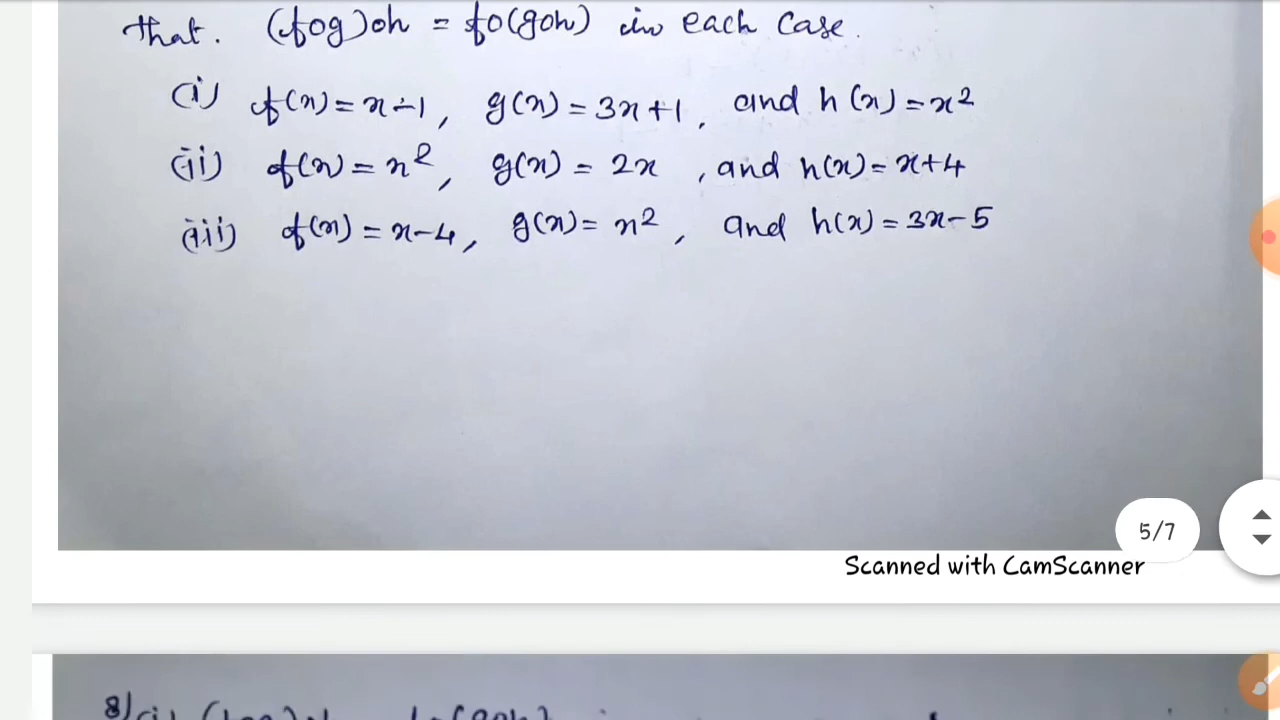 that. (fog)oh = fo(goh) in each case.
(i) f(x) = x-1, g(x) = 3x+1, and h(x) = x²
(ii) f(x) = x², g(x) = 2x, and h(x) = x+4
(iii) f(x) = x-4, g(x) = x², and h(x) = 3x-5
5/7
Scanned with CamScanner
8)(i)